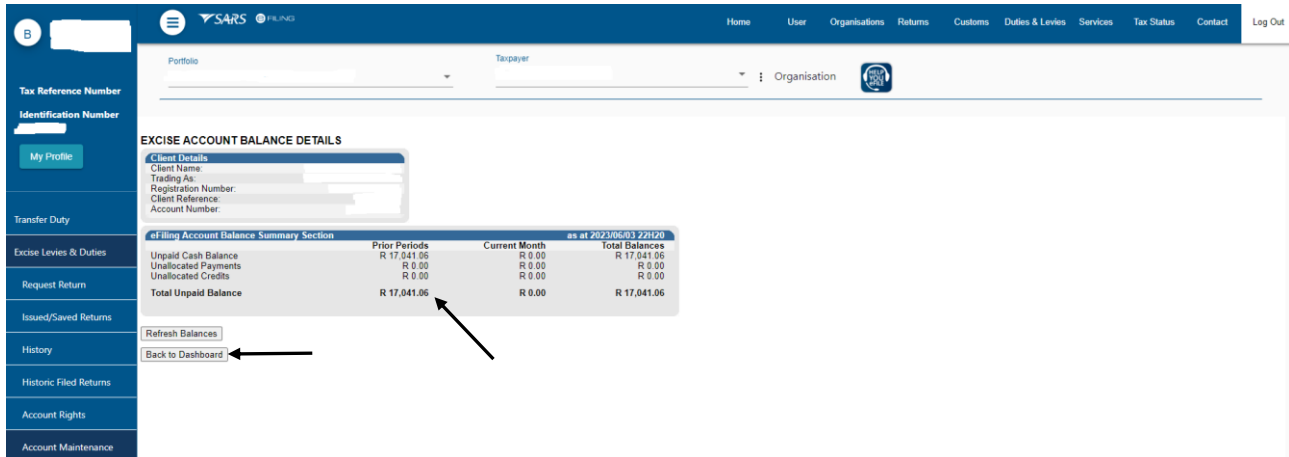 B
SARS eFILING
Home User Organisations Returns Customs Duties & Levies Services Tax Status Contact Log Out
Portfolio
Taxpayer
Organisation
HELP YOU eFILE
Tax Reference Number
Identification Number
My Profile
Transfer Duty
Excise Levies & Duties
Request Return
Issued/Saved Returns
History
Historic Filed Returns
Account Rights
Account Maintenance
EXCISE ACCOUNT BALANCE DETAILS
Client Details
Client Name:
Trading As:
Registration Number:
Client Reference:
Account Number:
eFiling Account Balance Summary Section as at 2023/06/03 22H20
Prior Periods Current Month Total Balances
Unpaid Cash Balance R 17,041.06 R 0.00 R 17,041.06
Unallocated Payments R 0.00 R 0.00 R 0.00
Unallocated Credits R 0.00 R 0.00 R 0.00
Total Unpaid Balance R 17,041.06 R 0.00 R 17,041.06
Refresh Balances
Back to Dashboard